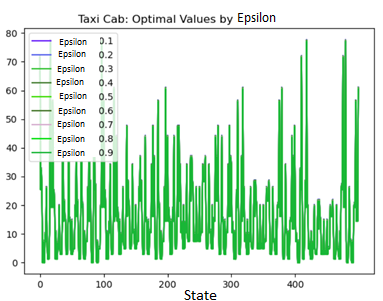 Taxi Cab: Optimal Values by Epsilon
80
70
60
50
40
30
20
10
0
Epsilon 0.1
Epsilon 0.2
Epsilon 0.3
Epsilon 0.4
Epsilon 0.5
Epsilon 0.6
Epsilon 0.7
Epsilon 0.8
Epsilon 0.9
0 100 200 300 400
State